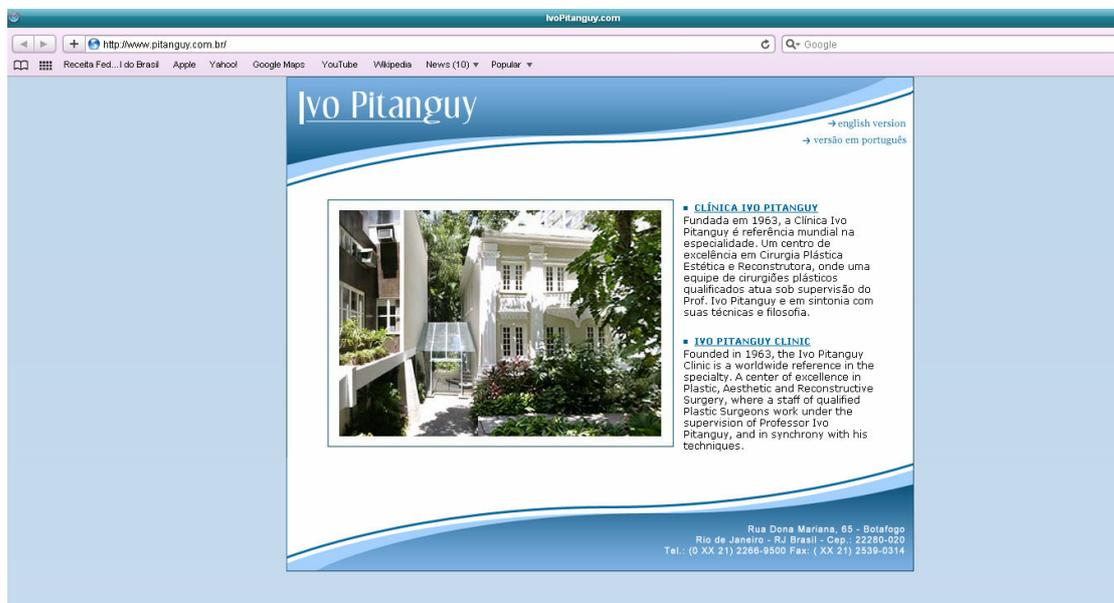 IvoPitanguy.com
http://www.pitanguy.com.br/
Google
Receita Fed...l do Brasil Apple Yahoo! Google Maps YouTube Wikipedia News (10) Popular
Ivo Pitanguy
english version
versão em português
CLÍNICA IVO PITANGUY
Fundada em 1963, a Clínica Ivo
Pitanguy é referência mundial na
especialidade. Um centro de
excelência em Cirurgia Plástica
Estética e Reconstrutora, onde uma
equipe de cirurgiões plásticos
qualificados atua sob supervisão do
Prof. Ivo Pitanguy e em sintonia com
suas técnicas e filosofia.
IVO PITANGUY CLINIC
Founded in 1963, the Ivo Pitanguy
Clinic is a worldwide reference in the
specialty. A center of excellence in
Plastic, Aesthetic and Reconstructive
Surgery, where a staff of qualified
Plastic Surgeons work under the
supervision of Professor Ivo
Pitanguy, and in synchrony with his
techniques.
Rua Dona Mariana, 65 - Botafogo
Rio de Janeiro - RJ Brasil - Cep.: 22280-020
Tel.: (0 XX 21) 2266-9500 Fax: ( XX 21) 2539-0314